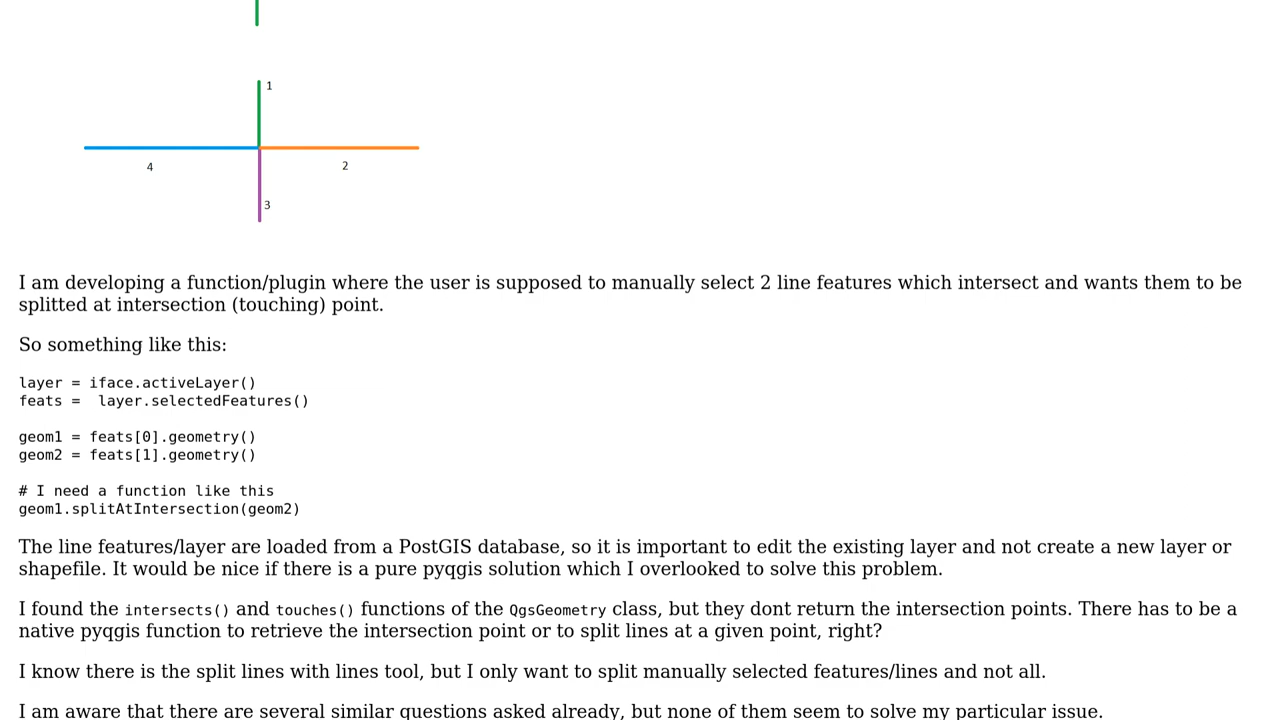 1
4
2
3
I am developing a function/plugin where the user is supposed to manually select 2 line features which intersect and wants them to be
splitted at intersection (touching) point.
So something like this:
layer = iface.activeLayer()
feats =  layer.selectedFeatures()
geom1 = feats[0].geometry()
geom2 = feats[1].geometry()
# I need a function like this
geom1.splitAtIntersection(geom2)
The line features/layer are loaded from a PostGIS database, so it is important to edit the existing layer and not create a new layer or
shapefile. It would be nice if there is a pure pyqgis solution which I overlooked to solve this problem.
I found the intersects() and touches() functions of the QgsGeometry class, but they dont return the intersection points. There has to be a
native pyqgis function to retrieve the intersection point or to split lines at a given point, right?
I know there is the split lines with lines tool, but I only want to split manually selected features/lines and not all.
I am aware that there are several similar questions asked already, but none of them seem to solve my particular issue.